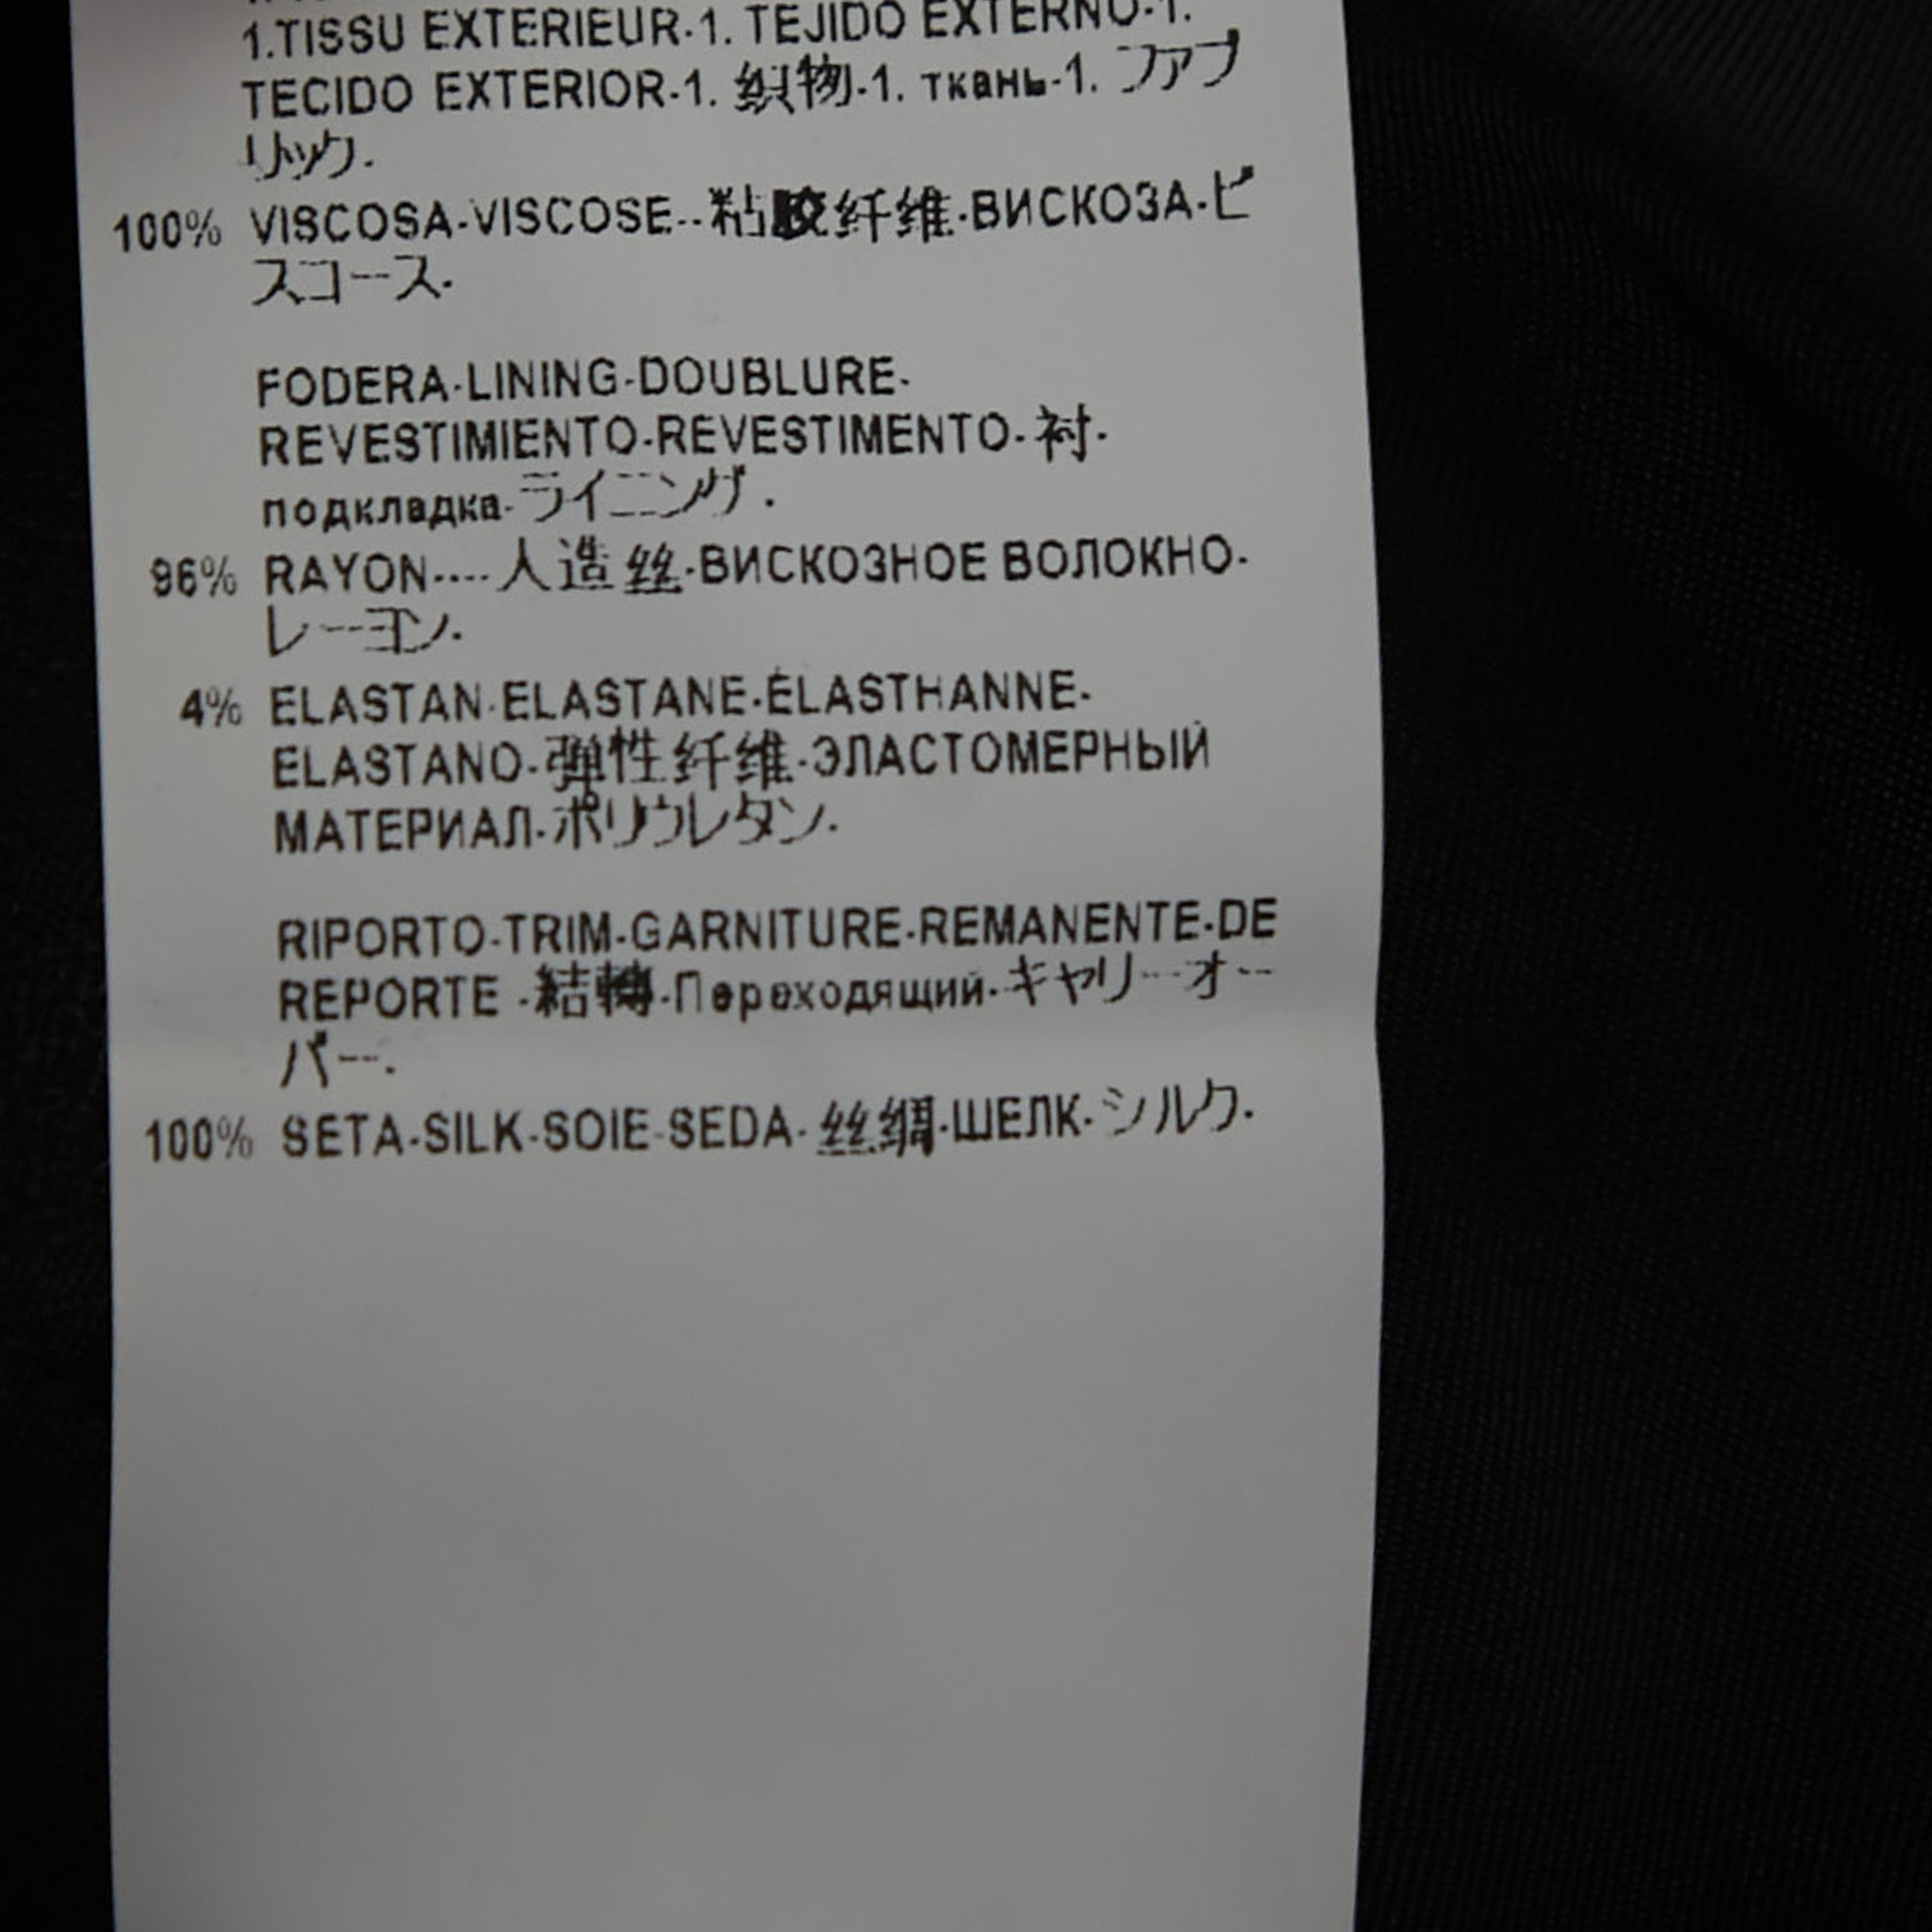 1.TISSU EXTERIEUR-1. TEJIDO EXTERNO-1.
TECIDO EXTERIOR-1. 织物-1. ткань-1. ファブ
リック.
100% VISCOSA-VISCOSE--粘胶纤维-ВИСКОЗА-ビ
スコース.
FODERA-LINING-DOUBLURE-
REVESTIMIENTO-REVESTIMENTO-衬-
подкладка-ライニング.
96% RAYON----人造丝-ВИСКОЗНОЕ ВОЛОКНО-
レーヨン.
4% ELASTAN-ELASTANE-ÉLASTHANNE-
ELASTANO-弹性纤维-ЭЛАСТОМЕРНЫЙ
МАТЕРИАЛ-ポリウレタン.
RIPORTO-TRIM-GARNITURE-REMANENTE-DE
REPORTE -結轉-Переходящий-キャリーオー
バー.
100% SETA-SILK-SOIE-SEDA-丝绸-ШЕЛК-シルク.